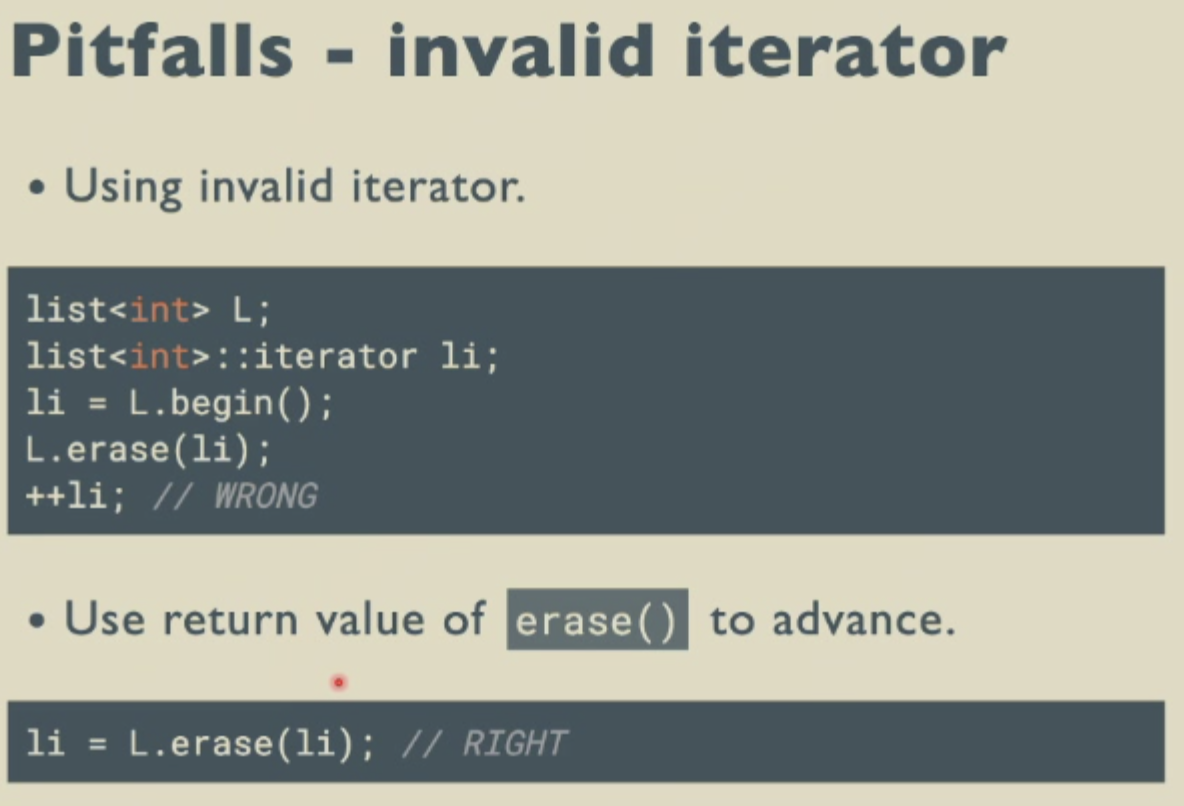 Pitfalls - invalid iterator
• Using invalid iterator.
list<int> L;
list<int>::iterator li;
li = L.begin();
L.erase(li);
++li; // WRONG
• Use return value of erase() to advance.
li = L.erase(li); // RIGHT